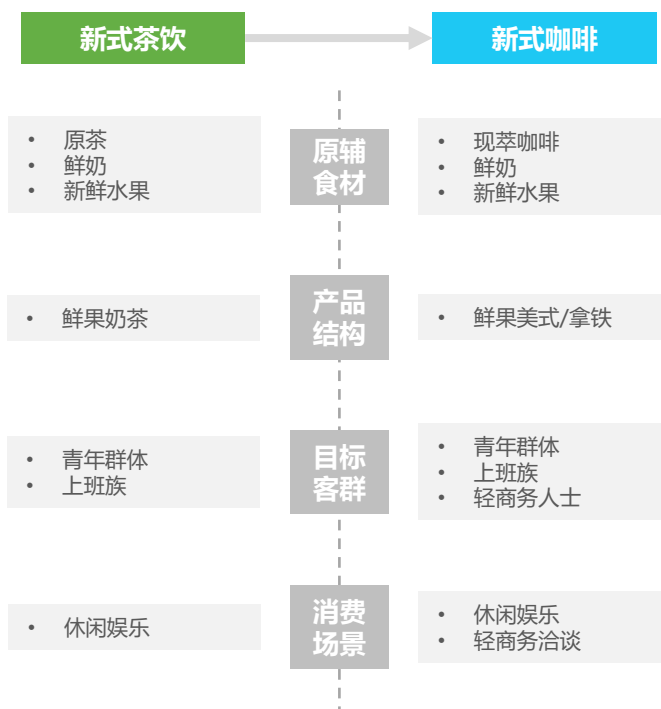 新式茶饮
新式咖啡
• 原茶
• 鲜奶
• 新鲜水果
原辅
食材
• 现萃咖啡
• 鲜奶
• 新鲜水果
• 鲜果奶茶
产品
结构
• 鲜果美式/拿铁
• 青年群体
• 上班族
目标
客群
• 青年群体
• 上班族
• 轻商务人士
• 休闲娱乐
消费
场景
• 休闲娱乐
• 轻商务洽谈